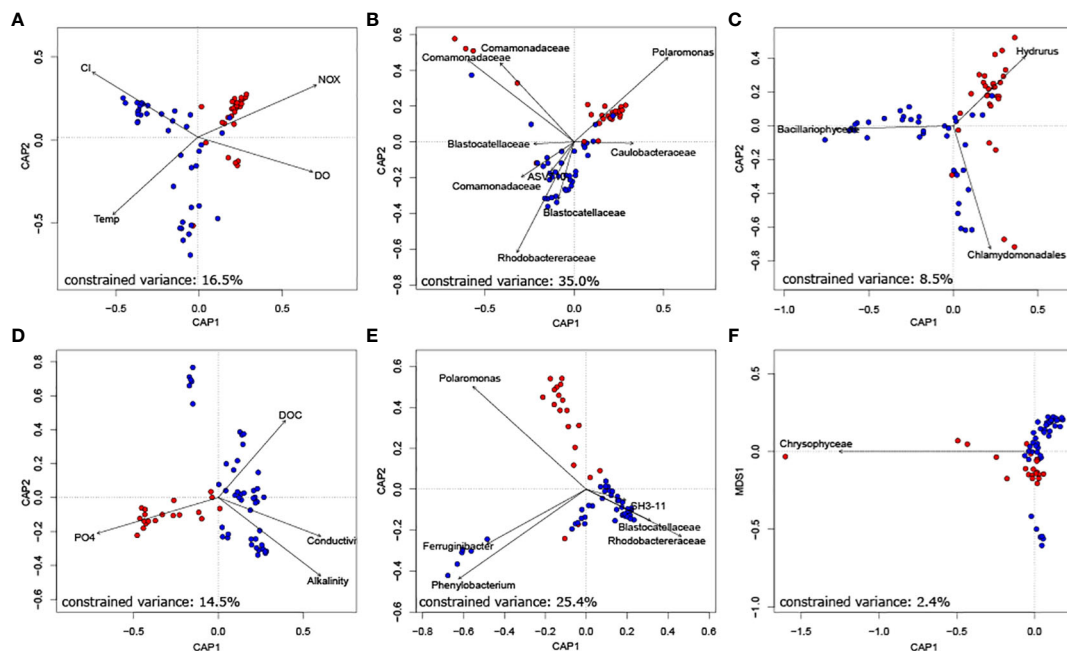 A
0.5
0.0
-0.5
CAP2
Cl
NOX
DO
Temp
constrained variance: 16.5%
-0.5
0.0
0.5
CAP1
B
0.6
0.4
0.2
0.0
-0.2
-0.4
-0.6
-0.8
CAP2
Comamonadaceae
Comamonadaceae
Polaromonas
Blastocatellaceae
Caulobacteraceae
Comamonadaceae
Blastocatellaceae
Rhodobactereraceae
constrained variance: 35.0%
-0.5
0.0
0.5
CAP1
C
0.4
0.2
0.0
-0.2
-0.4
-0.6
-0.8
CAP2
Hydrurus
Bacillariophyceae
Chlamydomonadales
constrained variance: 8.5%
-1.0
-0.5
0.0
0.5
CAP1
D
0.8
0.6
0.4
0.2
0.0
-0.2
-0.4
-0.6
CAP2
DOC
PO4
Conductivi
Alkalinity
constrained variance: 14.5%
-0.5
0.0
0.5
CAP1
E
0.6
0.4
0.2
0.0
-0.2
-0.4
-0.6
CAP2
Polaromonas
SH3-11
Blastocatellaceae
Rhodobactereraceae
Ferruginibacter
Phenylobacterium
constrained variance: 25.4%
-0.8
-0.6
-0.4
-0.2
0.0
0.2
0.4
0.6
CAP1
F
0.5
0.0
-0.5
-1.0
MDS1
Chrysophyceae
constrained variance: 2.4%
-1.5
-1.0
-0.5
0.0
CAP1